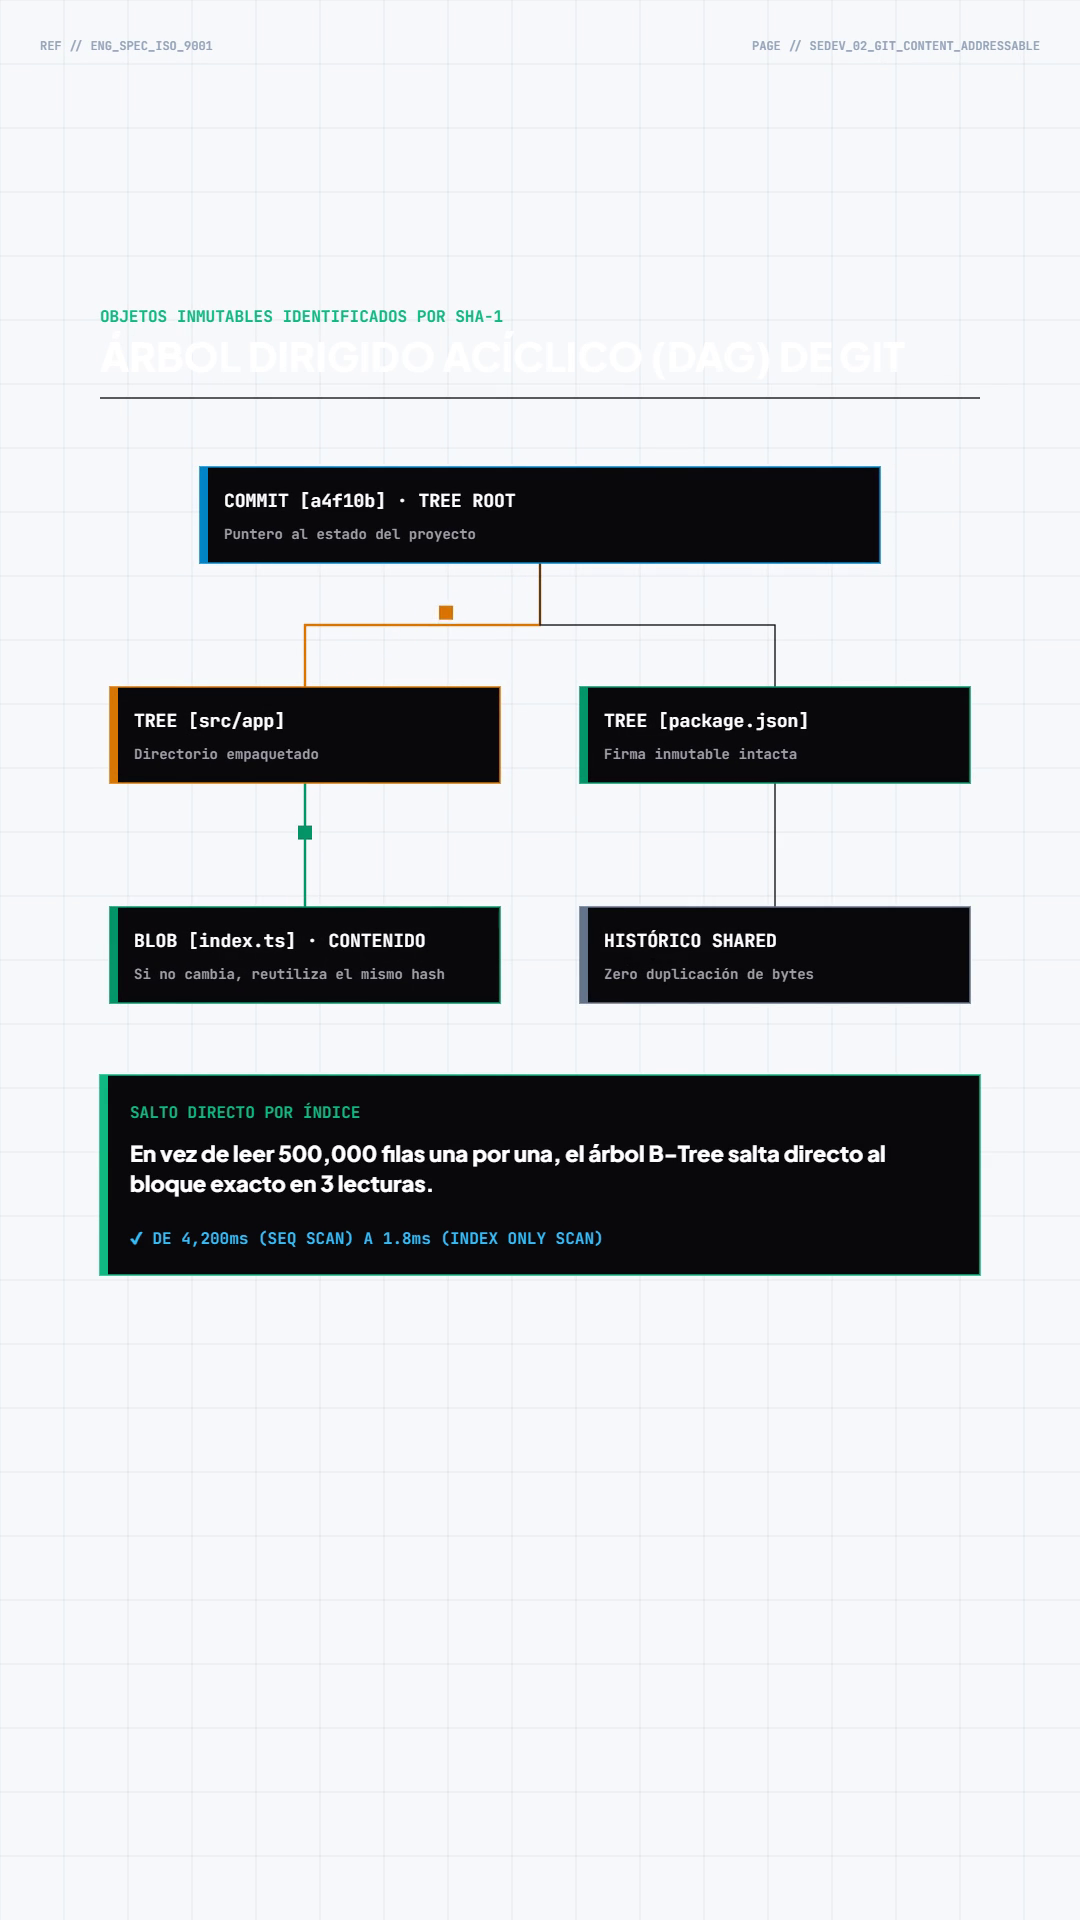 REF // ENG_SPEC_ISO_9001
PAGE // SEDEV_02_GIT_CONTENT_ADDRESSABLE
OBJETOS INMUTABLES IDENTIFICADOS POR SHA-1
ÁRBOL DIRIGIDO ACÍCLICO (DAG) DE GIT
COMMIT [a4f10b] · TREE ROOT
Puntero al estado del proyecto
TREE [src/app]
Directorio empaquetado
TREE [package.json]
Firma inmutable intacta
BLOB [index.ts] · CONTENIDO
Si no cambia, reutiliza el mismo hash
HISTÓRICO SHARED
Zero duplicación de bytes
SALTO DIRECTO POR ÍNDICE
En vez de leer 500,000 filas una por una, el árbol B-Tree salta directo al
bloque exacto en 3 lecturas.
✓ DE 4,200ms (SEQ SCAN) A 1.8ms (INDEX ONLY SCAN)